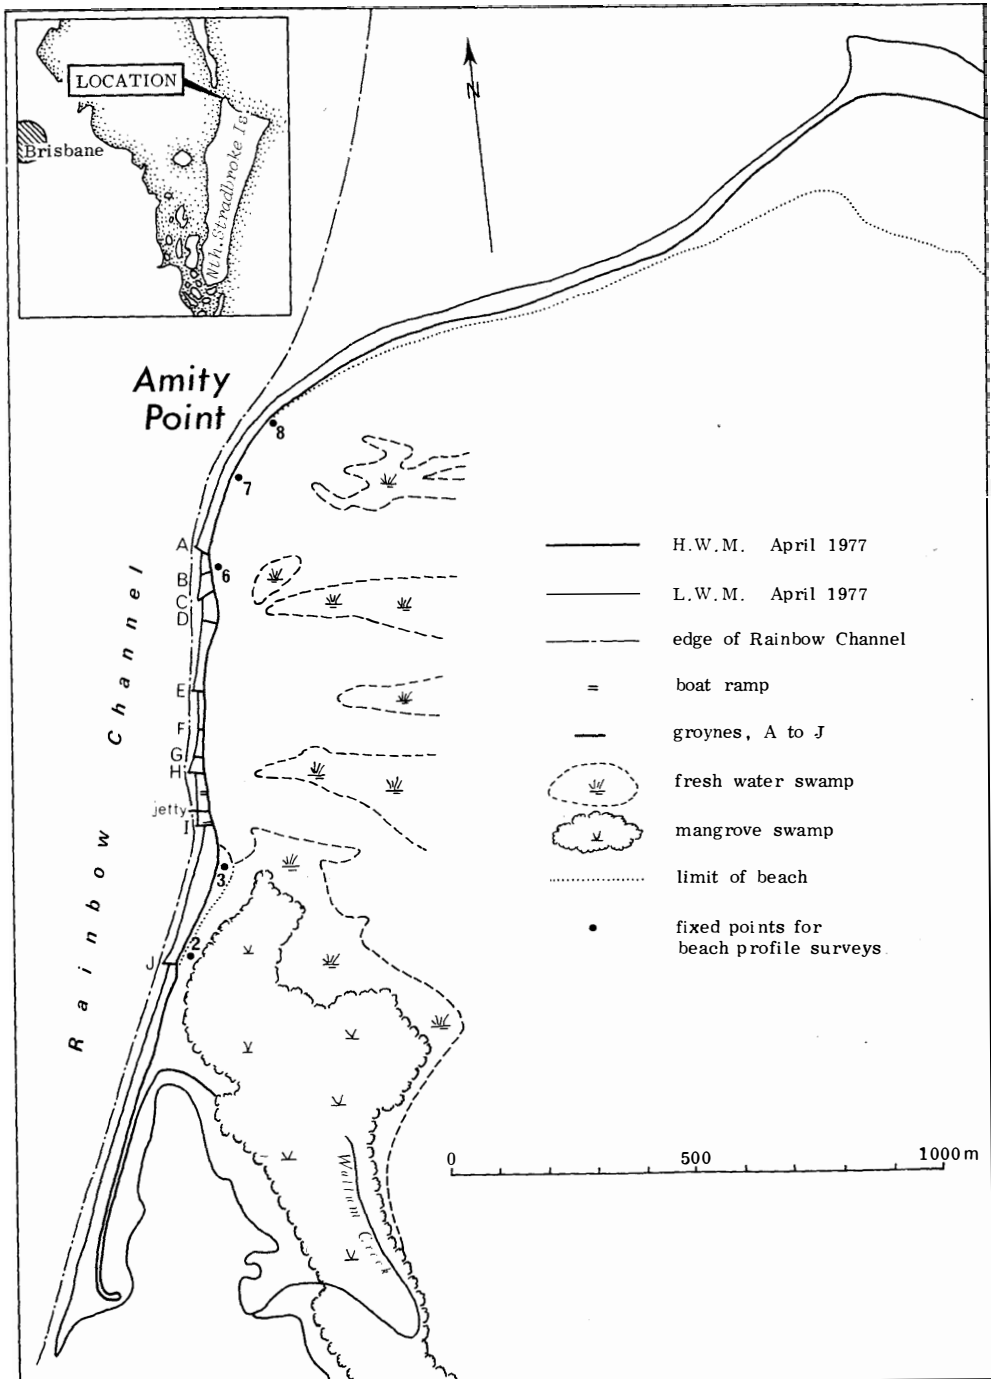 LOCATION
Brisbane
Nth. Stradbroke Is.
N
Amity
Point
8
7
A
6
B
C
D
E
F
G
H
jetty
I
3
2
J
Rainbow Channel
Wallum Creek
H.W.M. April 1977
L.W.M. April 1977
edge of Rainbow Channel
boat ramp
groynes, A to J
fresh water swamp
mangrove swamp
limit of beach
fixed points for
beach profile surveys
0 500 1000 m